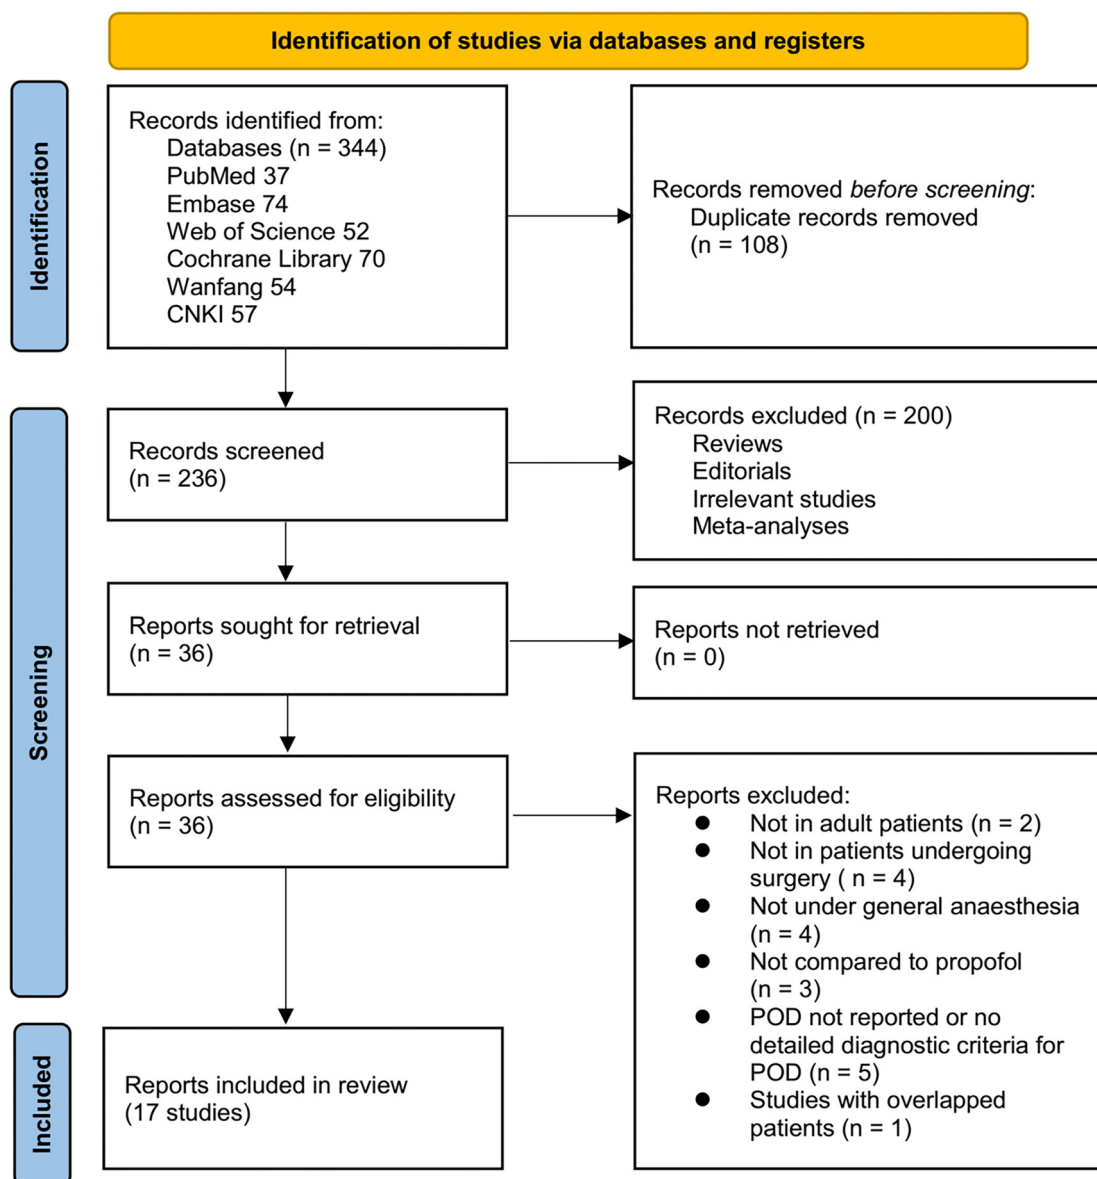 Identification of studies via databases and registers
Identification
Records identified from:
Databases (n = 344)
PubMed 37
Embase 74
Web of Science 52
Cochrane Library 70
Wanfang 54
CNKI 57
Records removed before screening:
Duplicate records removed
(n = 108)
Screening
Records screened
(n = 236)
Records excluded (n = 200)
Reviews
Editorials
Irrelevant studies
Meta-analyses
Reports sought for retrieval
(n = 36)
Reports not retrieved
(n = 0)
Reports assessed for eligibility
(n = 36)
Reports excluded:
● Not in adult patients (n = 2)
● Not in patients undergoing
surgery ( n = 4)
● Not under general anaesthesia
(n = 4)
● Not compared to propofol
(n = 3)
● POD not reported or no
detailed diagnostic criteria for
POD (n = 5)
● Studies with overlapped
patients (n = 1)
Included
Reports included in review
(17 studies)